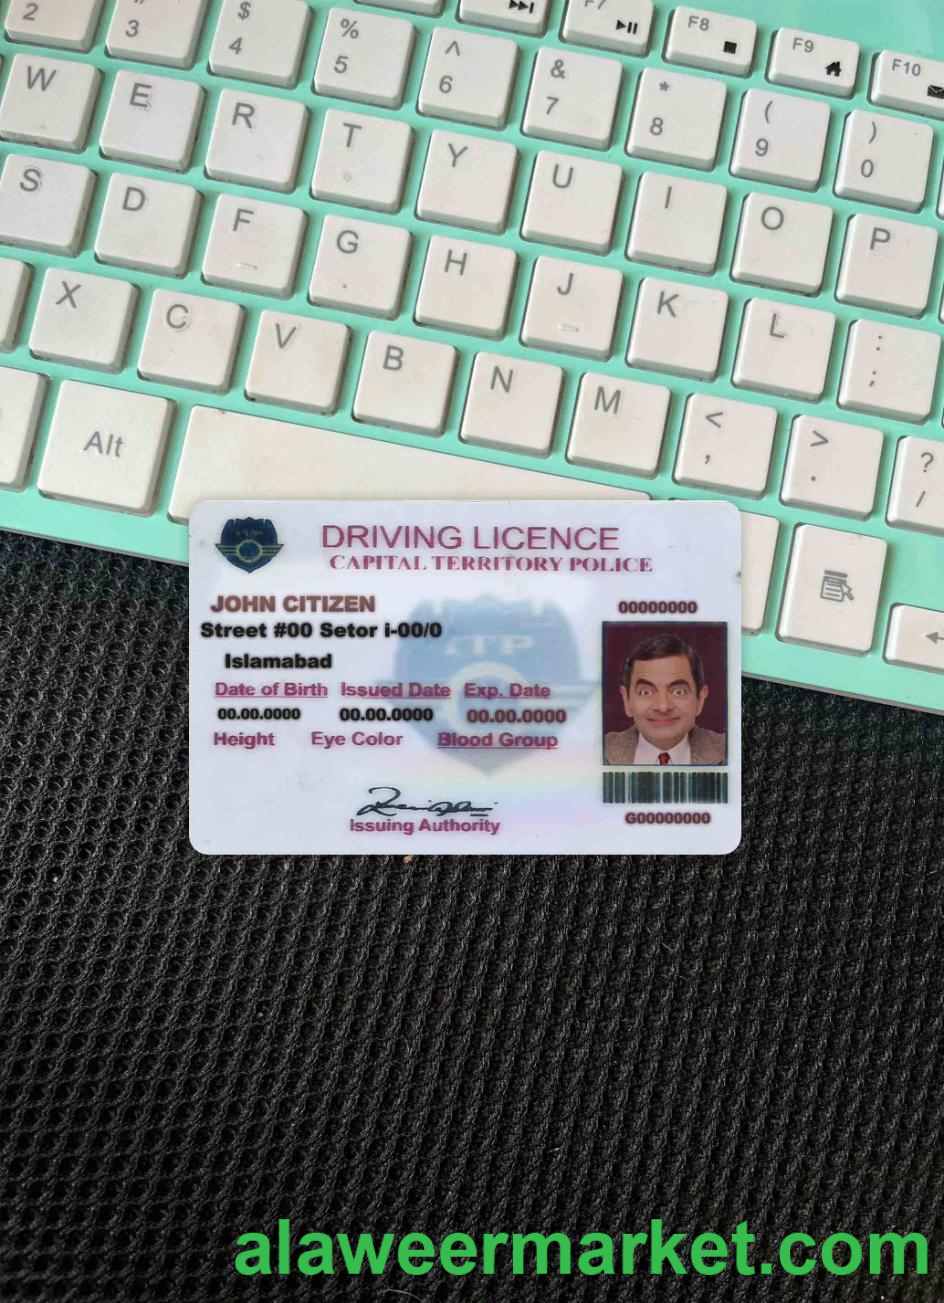 2 " 3 $ 4 % 5 ^ 6 & 7 * 8 ( 9 ) 0
F7 F8 F9 F10
W E R T Y U I O P
S D F G H J K L : ;
X C V B N M < , > . ? /
Alt
ITP
DRIVING LICENCE
CAPITAL TERRITORY POLICE
JOHN CITIZEN
00000000
Street #00 Setor i-00/0
ITP
Islamabad
Date of Birth Issued Date Exp. Date
00.00.0000 00.00.0000 00.00.0000
Height Eye Color Blood Group
Issuing Authority
G00000000
alaweermarket.com